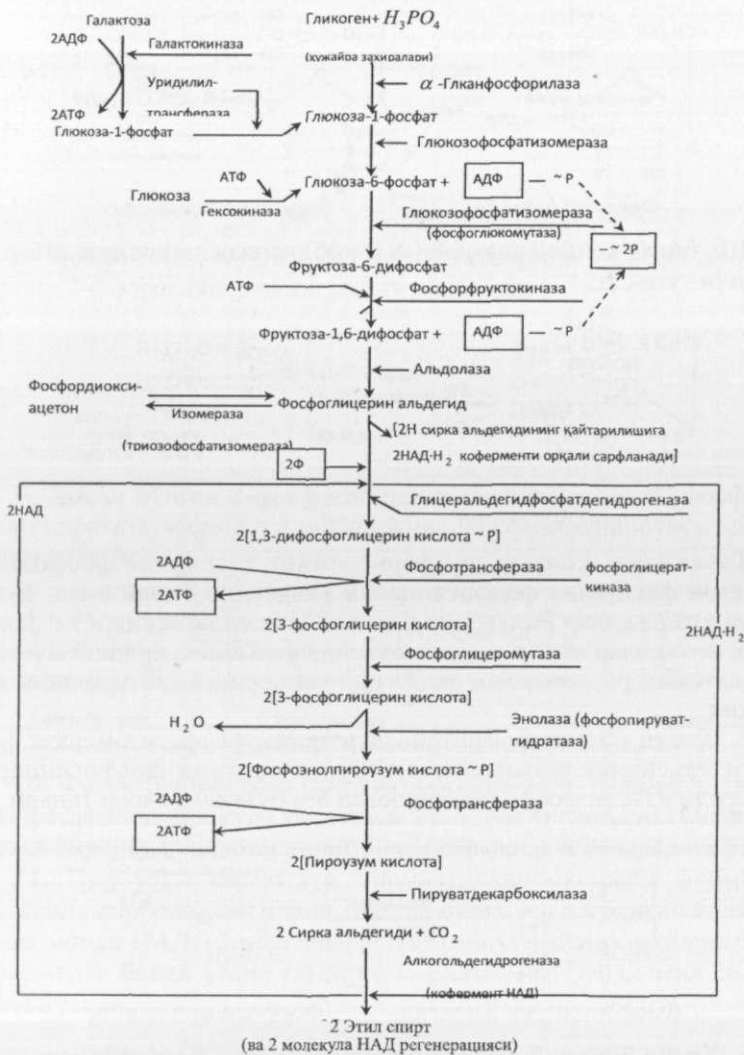 Галактоза
Гликоген+ H₃PO₄
2АДФ
Галактокиназа
(ҳужайра захиралари)
Уридилил-
трансфераза
α -Глканфосфорилаза
2АТФ
Глюкоза-1-фосфат
Глюкоза-1-фосфат
Глюкозофосфатизомераза
АТФ
Глюкоза-6-фосфат + АДФ — ~ Р
Глюкоза
Гексокиназа
Глюкозофосфатизомераза
(фосфоглюкомутаза)
—~ 2Р
Фруктоза-6-дифосфат
АТФ
Фосфорфруктокиназа
Фруктоза-1,6-дифосфат + АДФ — ~ Р
Альдолаза
Фосфордиокси-
ацетон
Изомераза
Фосфоглицерин альдегид
[2Н сирка альдегидининг қайтарилишига
2НАД-Н₂ коферменти орқали сарфланади]
2Ф
Глицеральдегидфосфатдегидрогеназа
2НАД
2[1,3-дифосфоглицерин кислота ~ Р]
2АДФ
Фосфотрансфераза
фосфоглицерат-
киназа
2АТФ
2[3-фосфоглицерин кислота]
2НАД·Н₂
Фосфоглицеромутаза
2[3-фосфоглицерин кислота]
H₂O
Энолаза (фосфопируват-
гидратаза)
2[Фосфоэнолпироузум кислота ~Р]
2АДФ
Фосфотрансфераза
2АТФ
2[Пироузум кислота]
Пируватдекарбоксилаза
2 Сирка альдегиди + CO₂
Алкогольдегидрогеназа
(кофермент НАД)
2 Этил спирт
(ва 2 молекула НАД регенерацияси)